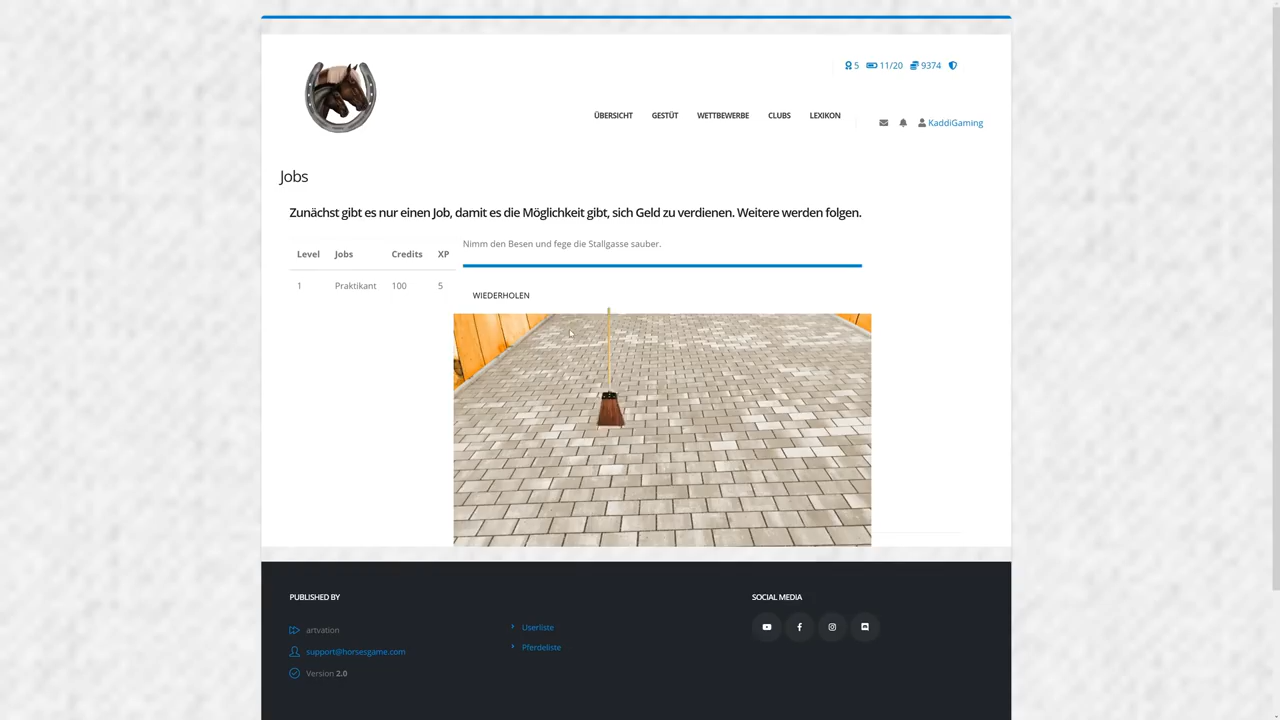 5 11/20 9374
ÜBERSICHT GESTÜT WETTBEWERBE CLUBS LEXIKON
KaddiGaming
Jobs
Zunächst gibt es nur einen Job, damit es die Möglichkeit gibt, sich Geld zu verdienen. Weitere werden folgen.
Level Jobs Credits XP
1 Praktikant 100 5
Nimm den Besen und fege die Stallgasse sauber.
WIEDERHOLEN
PUBLISHED BY
artvation
support@horsesgame.com
Version 2.0
Userliste
Pferdeliste
SOCIAL MEDIA